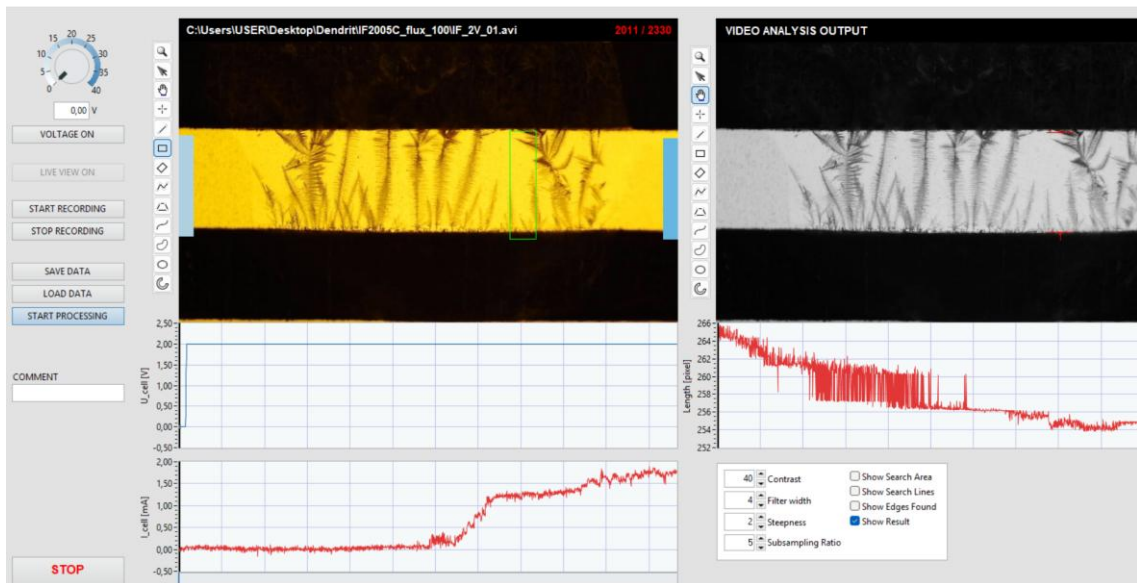 C:\Users\USER\Desktop\Dendrit\IF2005C_flux_100\IF_2V_01.avi 2011 / 2330
VIDEO ANALYSIS OUTPUT
0 5 10 15 20 25 30 35 40
0,00 V
VOLTAGE ON
LIVE VIEW ON
START RECORDING
STOP RECORDING
SAVE DATA
LOAD DATA
START PROCESSING
COMMENT
STOP
U_cell [V]
2,50
2,00
1,50
1,00
0,50
0,00
-0,50
I_cell [mA]
2,00
1,50
1,00
0,50
0,00
-0,50
Length [pixel]
266
264
262
260
258
256
254
252
40 Contrast
4 Filter width
2 Steepness
5 Subsampling Ratio
Show Search Area
Show Search Lines
Show Edges Found
Show Result